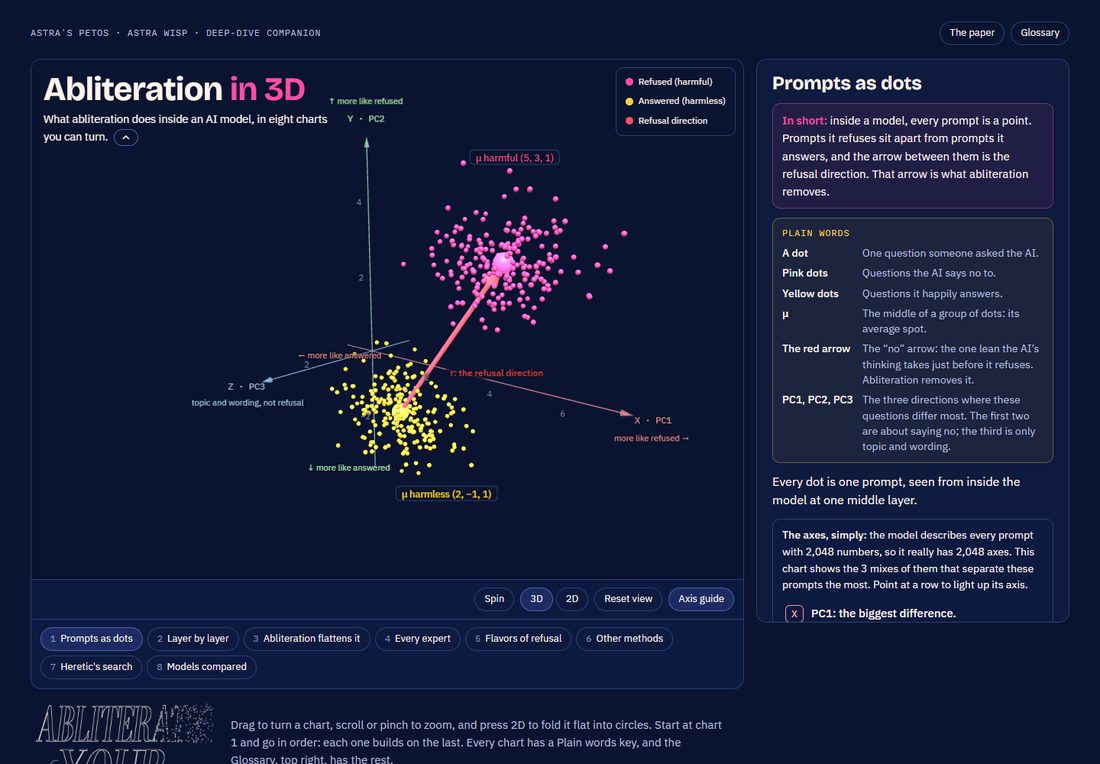 ASTRA'S PETOS · ASTRA WISP · DEEP-DIVE COMPANION
The paper
Glossary
Abliteration in 3D
What abliteration does inside an AI model, in eight charts
you can turn.
Refused (harmful)
Answered (harmless)
Refusal direction
↑ more like refused
Y · PC2
μ harmful (5, 3, 1)
4
2
← more like answered
2
Z · PC3
topic and wording, not refusal
r: the refusal direction
4
6
X · PC1
more like refused →
2
↓ more like answered
μ harmless (2, −1, 1)
Spin
3D
2D
Reset view
Axis guide
1 Prompts as dots
2 Layer by layer
3 Abliteration flattens it
4 Every expert
5 Flavors of refusal
6 Other methods
7 Heretic's search
8 Models compared
Prompts as dots
In short: inside a model, every prompt is a point.
Prompts it refuses sit apart from prompts it
answers, and the arrow between them is the
refusal direction. That arrow is what abliteration
removes.
PLAIN WORDS
A dot One question someone asked the AI.
Pink dots Questions the AI says no to.
Yellow dots Questions it happily answers.
μ The middle of a group of dots: its
average spot.
The red arrow The “no” arrow: the one lean the AI's
thinking takes just before it refuses.
Abliteration removes it.
PC1, PC2, PC3 The three directions where these
questions differ most. The first two
are about saying no; the third is only
topic and wording.
Every dot is one prompt, seen from inside the
model at one middle layer.
The axes, simply: the model describes every prompt
with 2,048 numbers, so it really has 2,048 axes. This
chart shows the 3 mixes of them that separate these
prompts the most. Point at a row to light up its axis.
X PC1: the biggest difference.
ABLITERATE
YOUR
Drag to turn a chart, scroll or pinch to zoom, and press 2D to fold it flat into circles. Start at chart
1 and go in order: each one builds on the last. Every chart has a Plain words key, and the
Glossary, top right, has the rest.